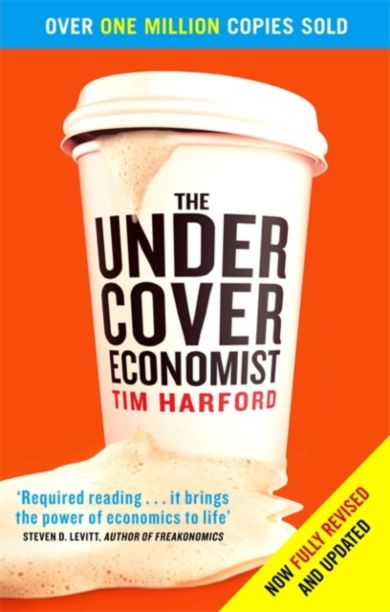 OVER ONE MILLION COPIES SOLD
THE
UNDER
COVER
ECONOMIST
TIM HARFORD
‘Required reading . . . it brings
the power of economics to life’
STEVEN D. LEVITT, AUTHOR OF FREAKONOMICS
NOW FULLY REVISED
AND UPDATED